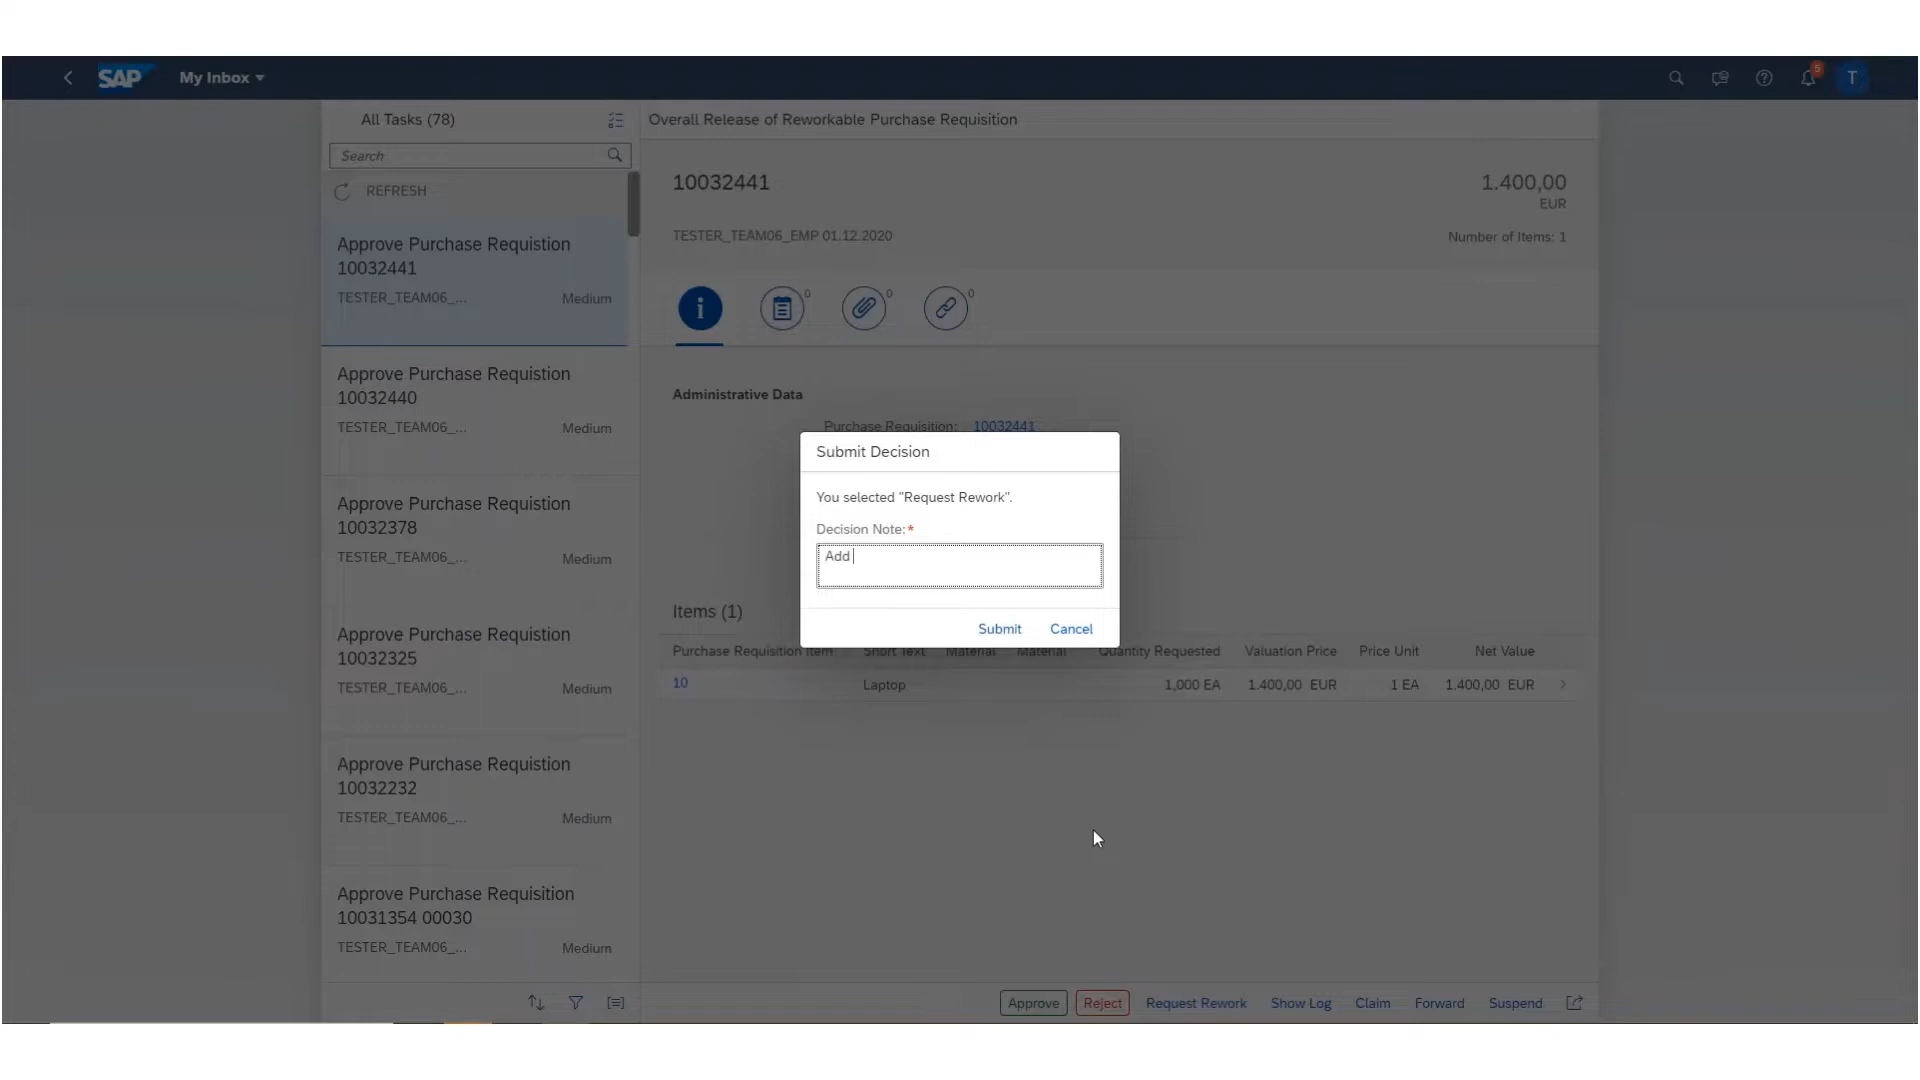 SAP My Inbox
5
T
All Tasks (78)
Search
REFRESH
Approve Purchase Requistion
10032441
TESTER_TEAM06_... Medium
Approve Purchase Requistion
10032440
TESTER_TEAM06_... Medium
Approve Purchase Requistion
10032378
TESTER_TEAM06_... Medium
Approve Purchase Requistion
10032325
TESTER_TEAM06_... Medium
Approve Purchase Requistion
10032232
TESTER_TEAM06_... Medium
Approve Purchase Requisition
10031354 00030
TESTER_TEAM06_... Medium
Overall Release of Reworkable Purchase Requisition
10032441 1.400,00
EUR
TESTER_TEAM06_EMP 01.12.2020 Number of Items: 1
0 0 0
Administrative Data
Purchase Requisition: 10032441
Submit Decision
You selected "Request Rework".
Decision Note:*
Add
Submit Cancel
Items (1)
Purchase Requisition Item Short Text Material Material Quantity Requested Valuation Price Price Unit Net Value
10 Laptop 1,000 EA 1.400,00 EUR 1 EA 1.400,00 EUR
Approve Reject Request Rework Show Log Claim Forward Suspend